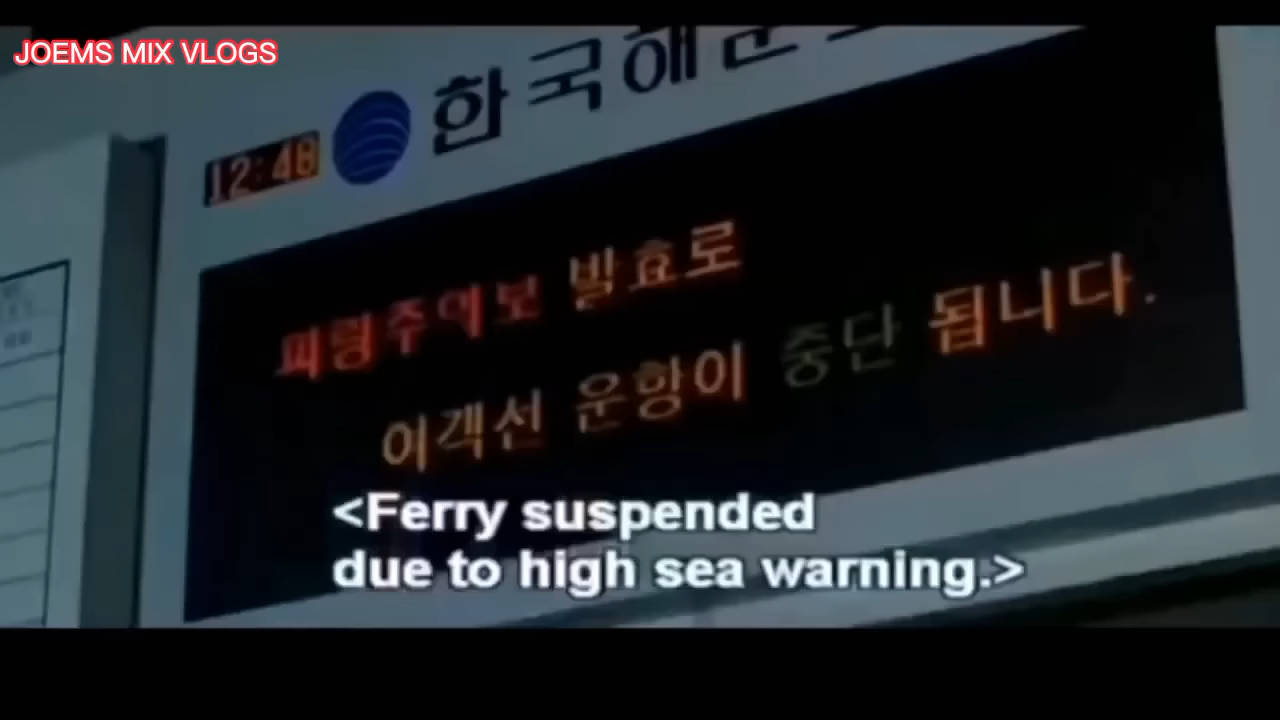 JOEMS MIX VLOGS
12:48
한국해운
파랑주의보 발효로
여객선 운항이 중단 됩니다.
<Ferry suspended
due to high sea warning.>